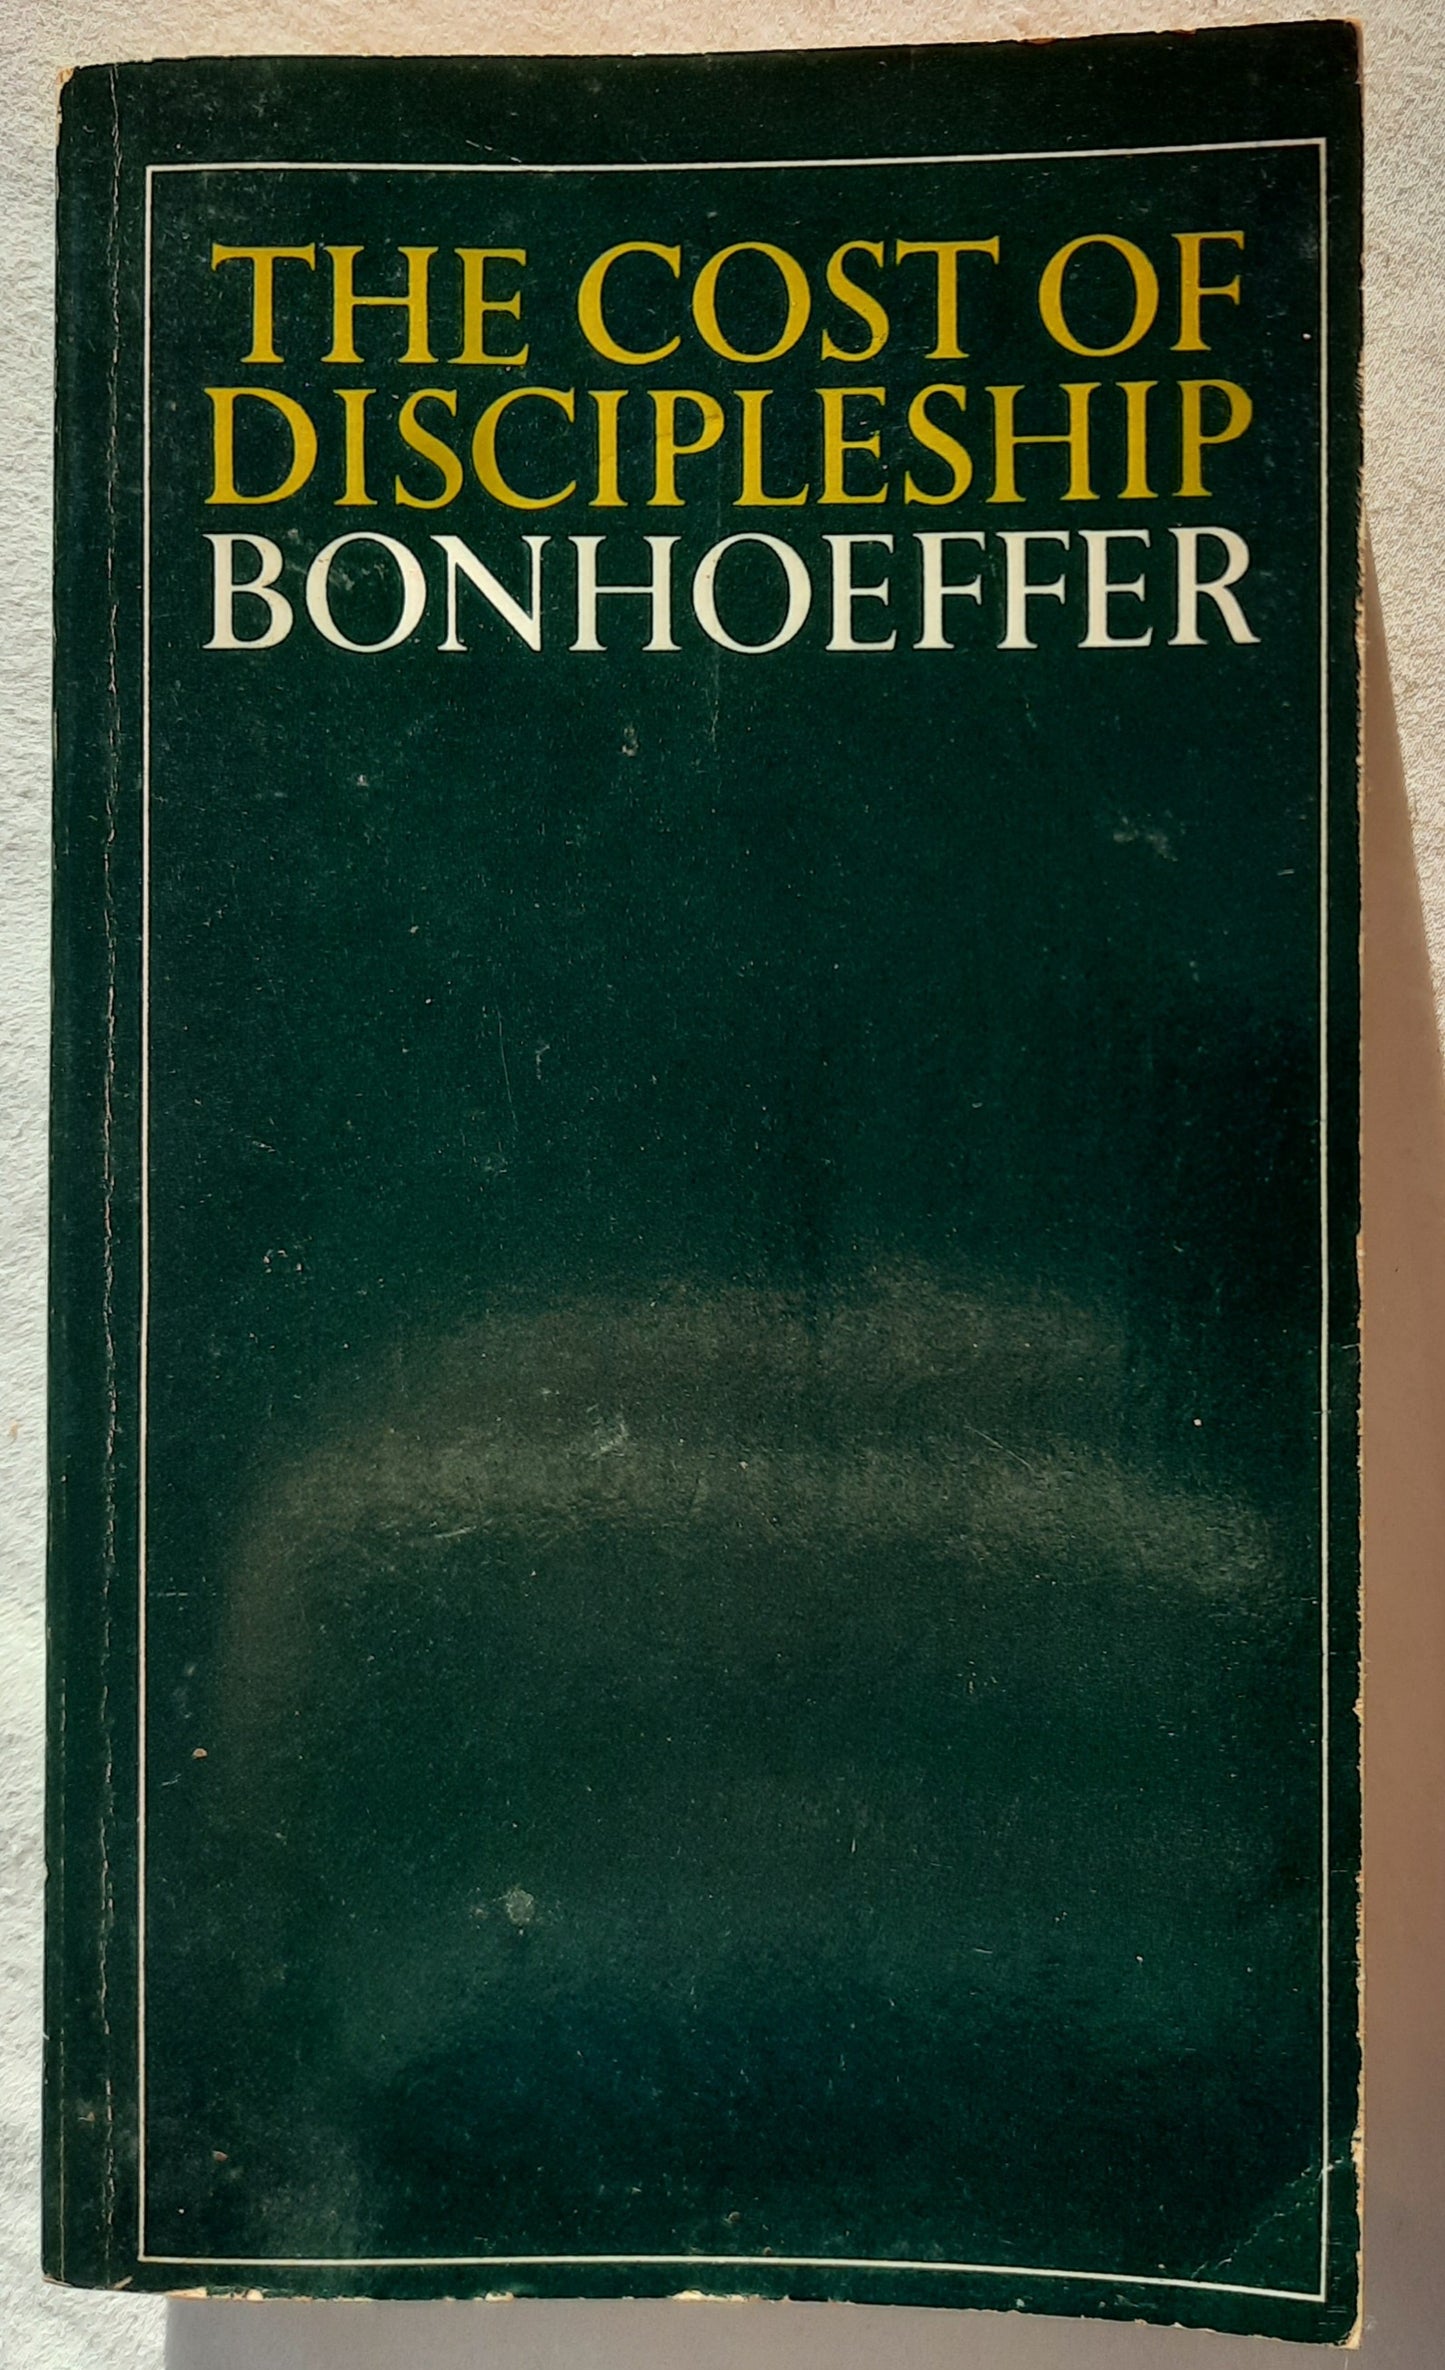 THE COST OF
DISCIPLESHIP
BONHOEFFER